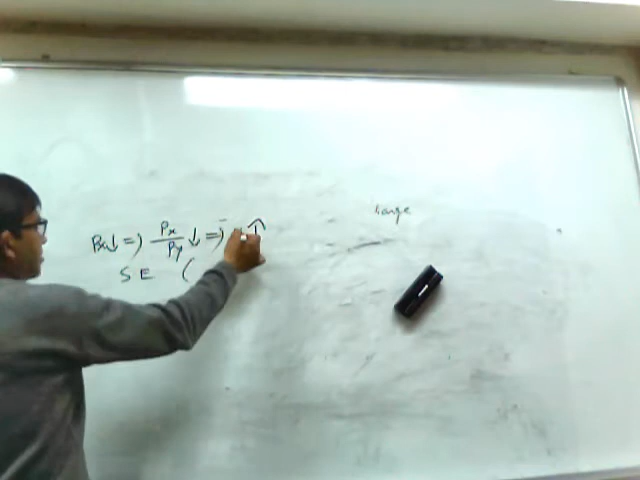 Px↓ => Px/Py ↓ => ↑
SE (
large